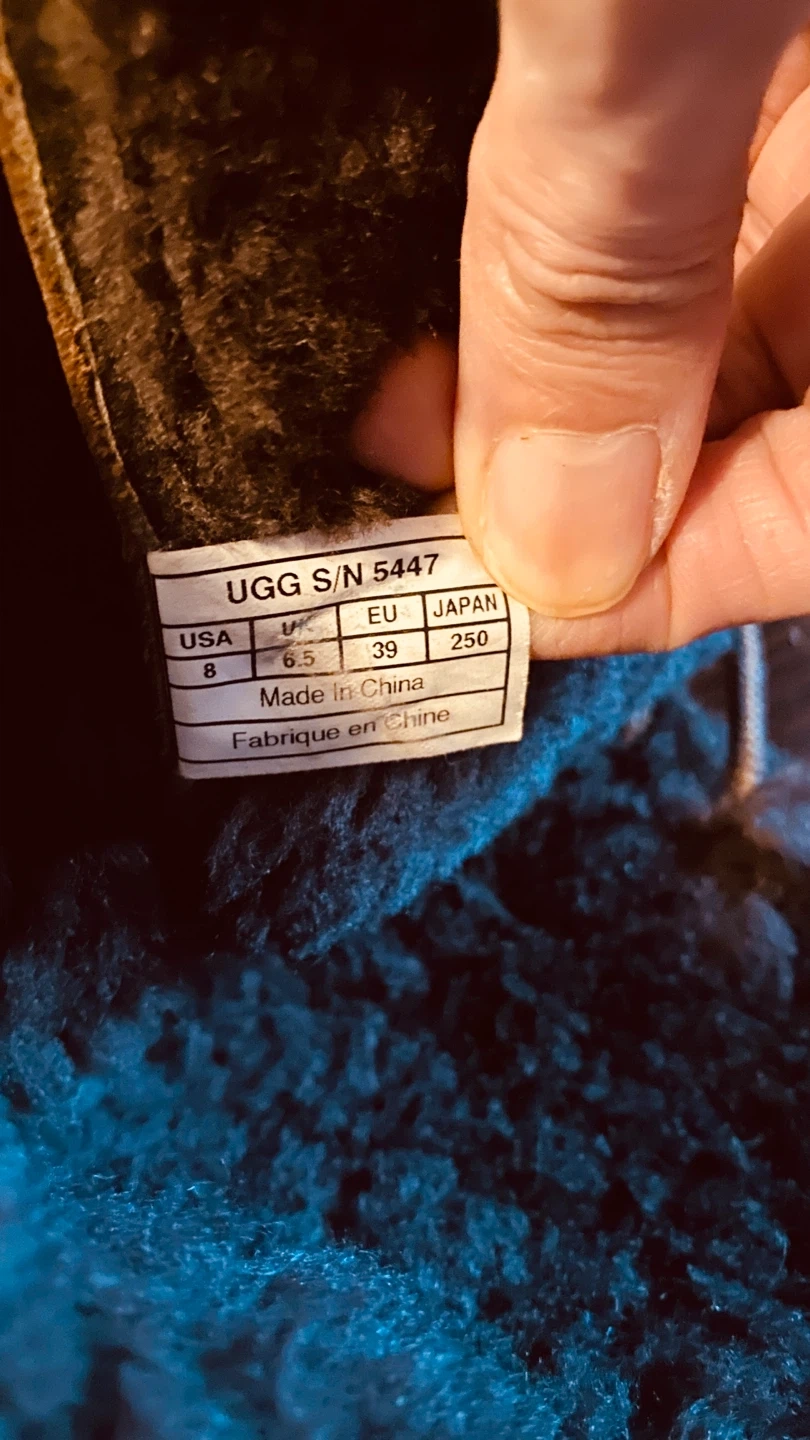 UGG S/N 5447
USA UK EU JAPAN
8 6.5 39 250
Made In China
Fabrique en Chine